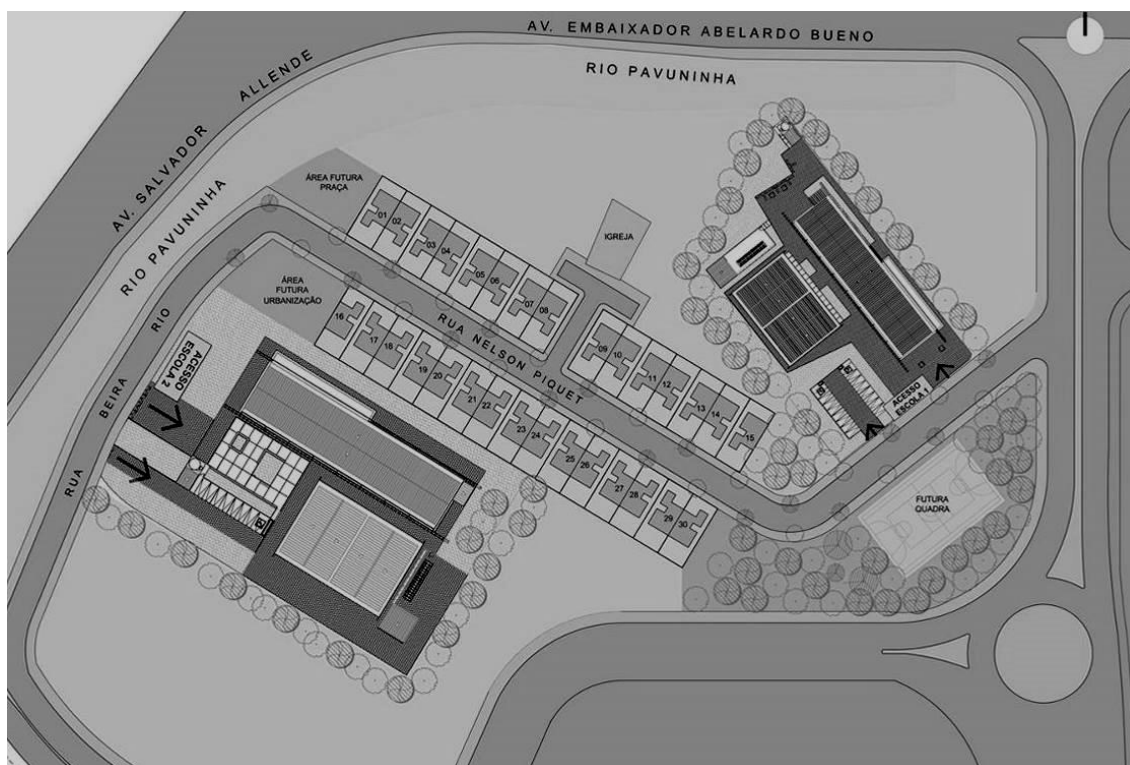 AV. EMBAIXADOR ABELARDO BUENO
RIO PAVUNINHA
AV. SALVADOR ALLENDE
RIO PAVUNINHA
ÁREA FUTURA
PRAÇA
01
02
03
04
05
06
07
08
IGREJA
ÁREA
FUTURA
URBANIZAÇÃO
RUA NELSON PIQUET
09
10
11
12
13
14
15
16
17
18
19
20
21
22
23
24
25
26
27
28
29
30
ACESSO
ESCOLA 1
ACESSO
ESCOLA 2
RUA BEIRA RIO
FUTURA
QUADRA